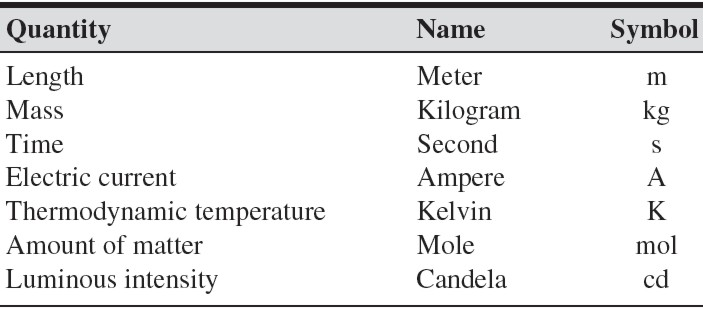 Quantity Name Symbol
Length Meter m
Mass Kilogram kg
Time Second s
Electric current Ampere A
Thermodynamic temperature Kelvin K
Amount of matter Mole mol
Luminous intensity Candela cd